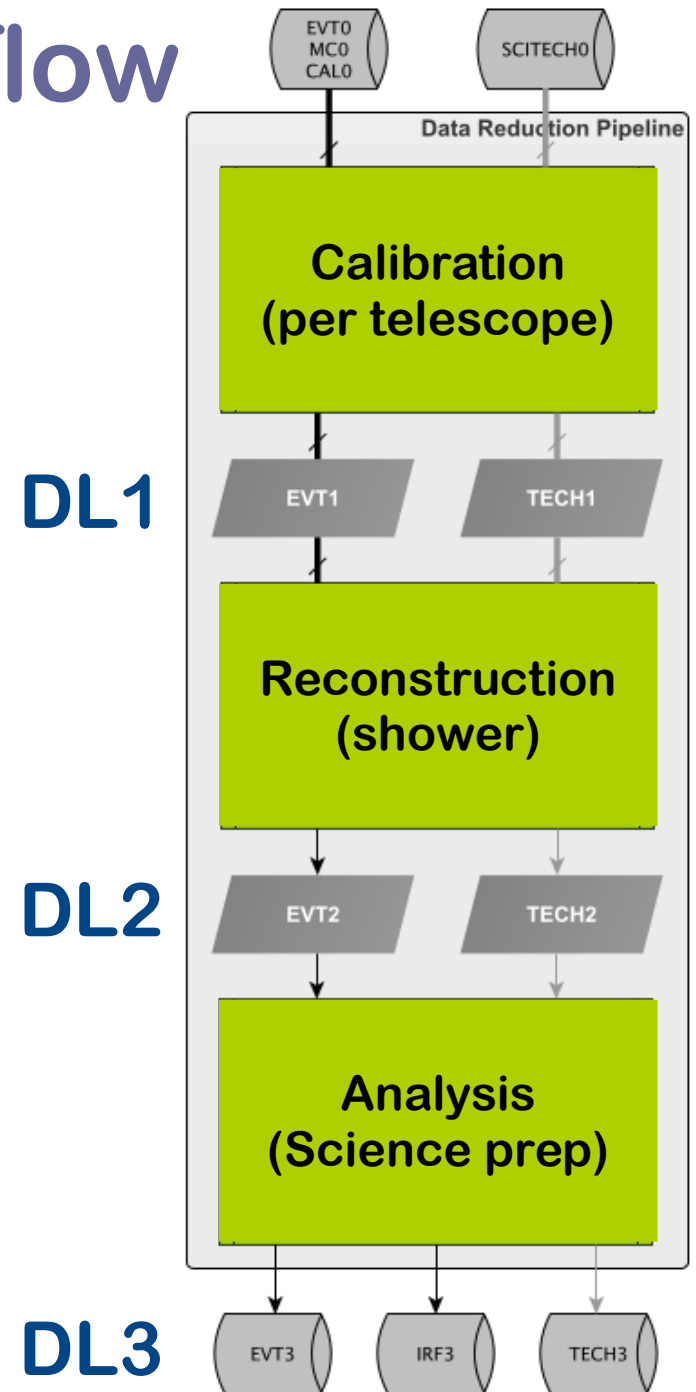 flow
EVT0
MC0
CAL0
SCITECH0
Data Reduction Pipeline
Calibration
(per telescope)
DL1
EVT1
TECH1
Reconstruction
(shower)
DL2
EVT2
TECH2
Analysis
(Science prep)
DL3
EVT3
IRF3
TECH3